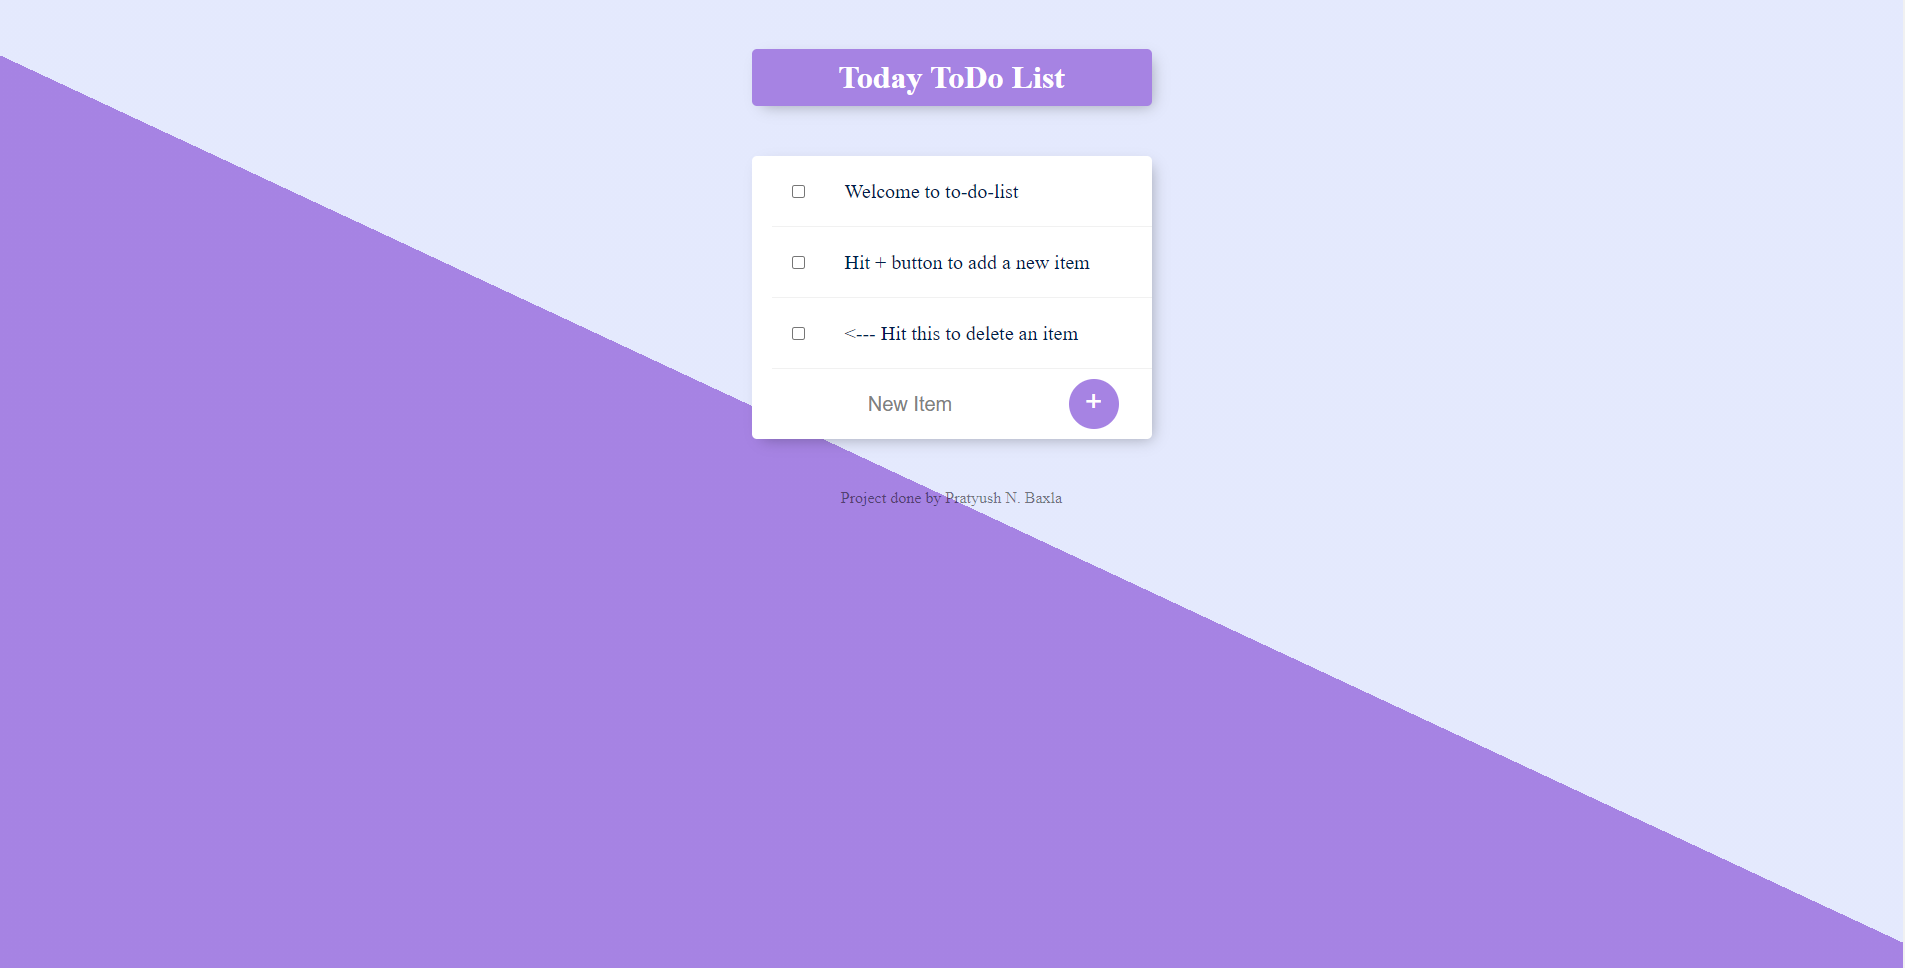 Today ToDo List
Welcome to to-do-list
Hit + button to add a new item
<--- Hit this to delete an item
New Item +
Project done by Pratyush N. Baxla